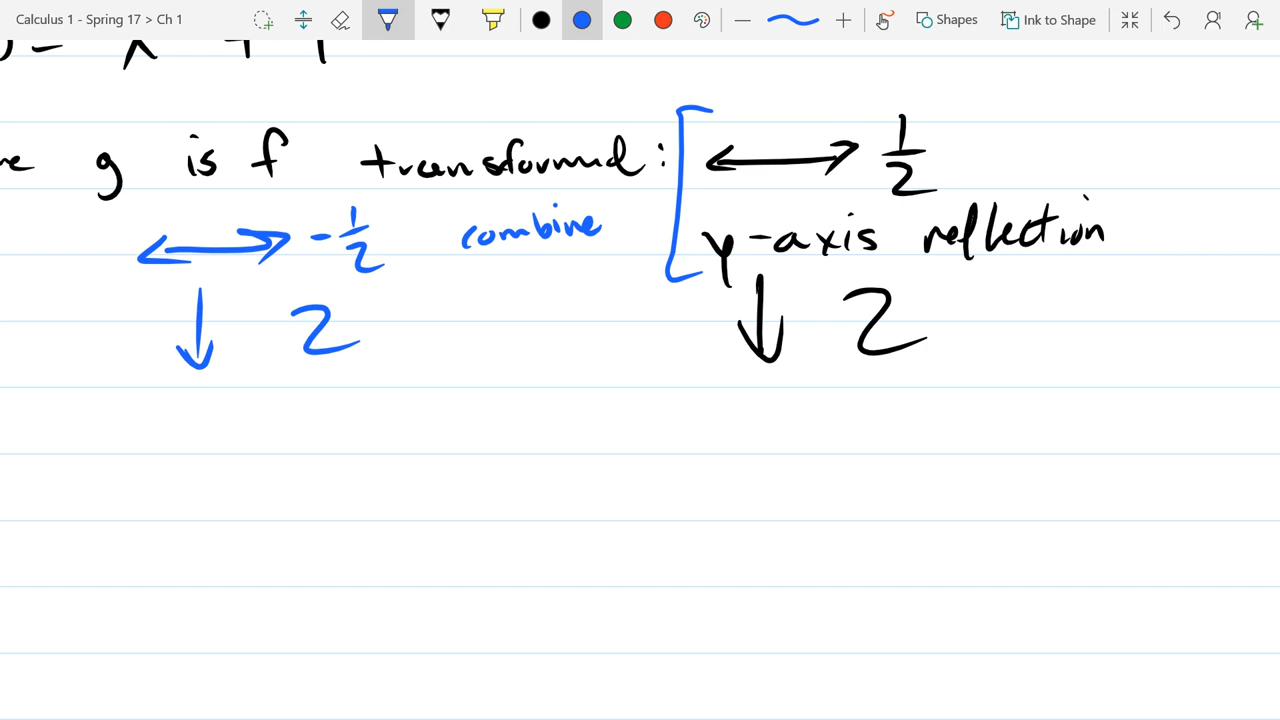 Calculus 1 - Spring 17 > Ch 1
Shapes
Ink to Shape
g is f transformed: ↔ 1/2
↔ -1/2 combine
y-axis reflection
↓ 2
↓ 2